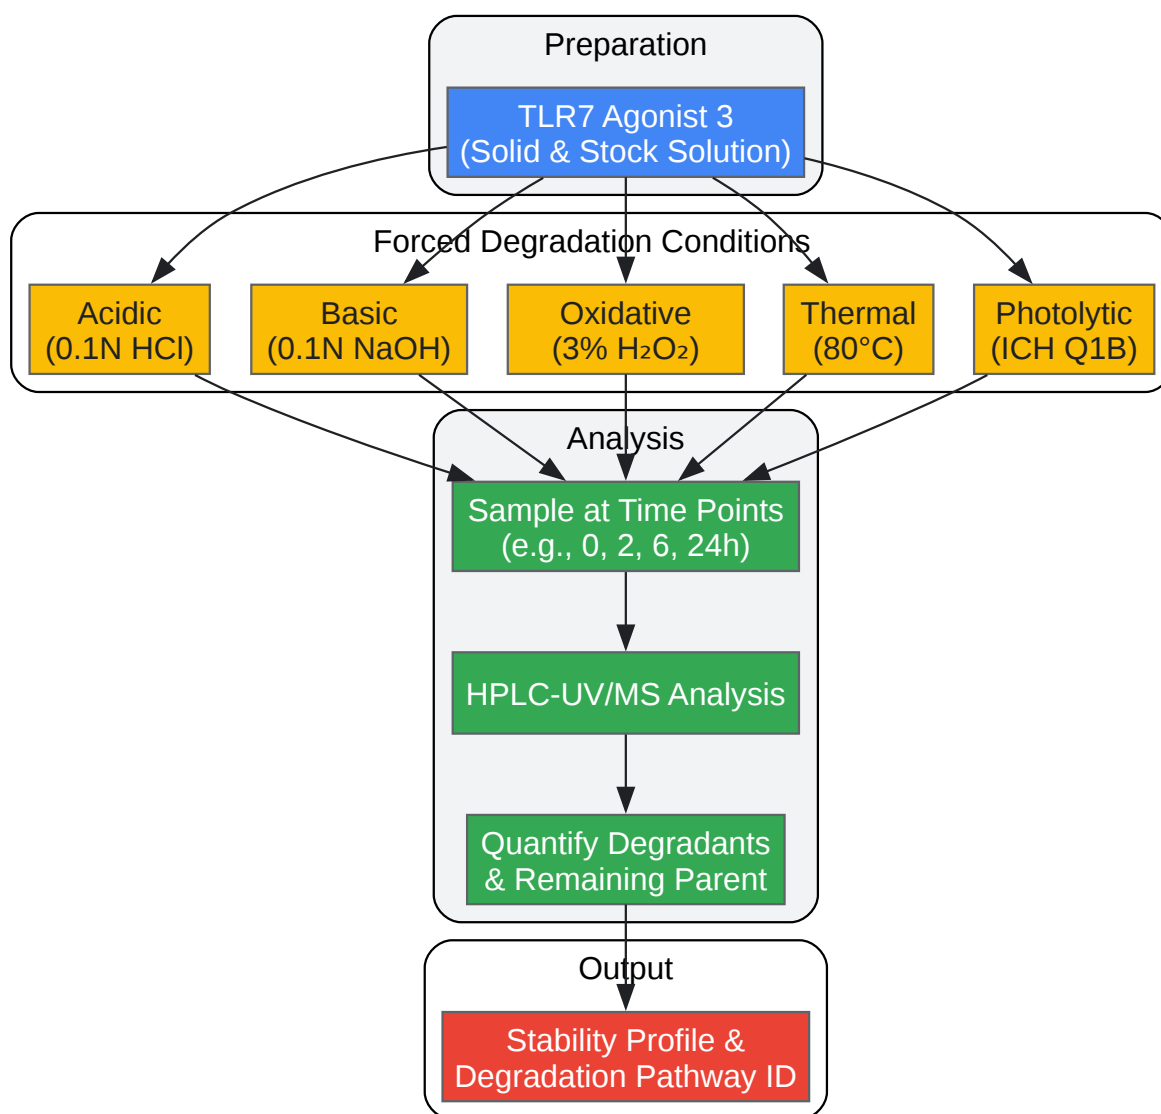 Preparation
TLR7 Agonist 3
(Solid & Stock Solution)
Forced Degradation Conditions
Acidic
(0.1N HCl)
Basic
(0.1N NaOH)
Oxidative
(3% H₂O₂)
Thermal
(80°C)
Photolytic
(ICH Q1B)
Analysis
Sample at Time Points
(e.g., 0, 2, 6, 24h)
HPLC-UV/MS Analysis
Quantify Degradants
& Remaining Parent
Output
Stability Profile &
Degradation Pathway ID